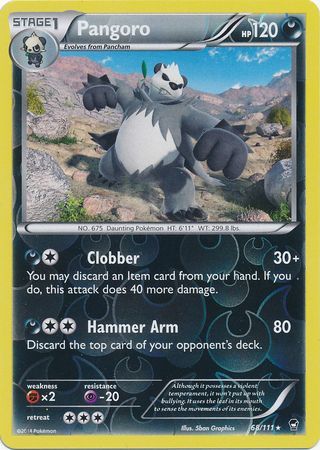 STAGE1
Pangoro
HP120
Evolves from Pancham
NO. 675 Daunting Pokémon HT: 6'11" WT: 299.8 lbs.
Clobber 30+
You may discard an Item card from your hand. If you
do, this attack does 40 more damage.
Hammer Arm 80
Discard the top card of your opponent's deck.
weakness
×2
resistance
-20
retreat
Although it possesses a violent
temperament, it won't put up with
bullying. It uses the leaf in its mouth
to sense the movements of its enemies.
©2014 Pokémon
Illus. 5ban Graphics
68/111 ★